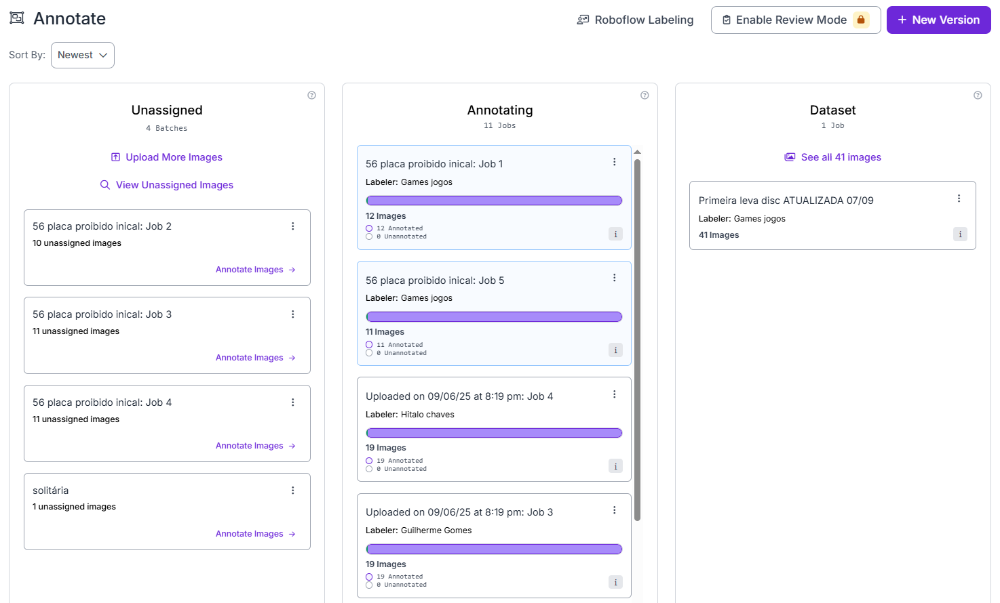 Annotate
Roboflow Labeling
Enable Review Mode
+ New Version
Sort By:
Newest
Unassigned
4 Batches
Upload More Images
View Unassigned Images
56 placa proibido inical: Job 2
10 unassigned images
Annotate Images →
56 placa proibido inical: Job 3
11 unassigned images
Annotate Images →
56 placa proibido inical: Job 4
11 unassigned images
Annotate Images →
solitária
1 unassigned images
Annotate Images →
Annotating
11 Jobs
56 placa proibido inical: Job 1
Labeler: Games jogos
12 Images
12 Annotated
0 Unannotated
i
56 placa proibido inical: Job 5
Labeler: Games jogos
11 Images
11 Annotated
0 Unannotated
i
Uploaded on 09/06/25 at 8:19 pm: Job 4
Labeler: Hitalo chaves
19 Images
19 Annotated
0 Unannotated
i
Uploaded on 09/06/25 at 8:19 pm: Job 3
Labeler: Guilherme Gomes
19 Images
19 Annotated
0 Unannotated
i
Dataset
1 Job
See all 41 images
Primeira leva disc ATUALIZADA 07/09
Labeler: Games jogos
41 Images
i